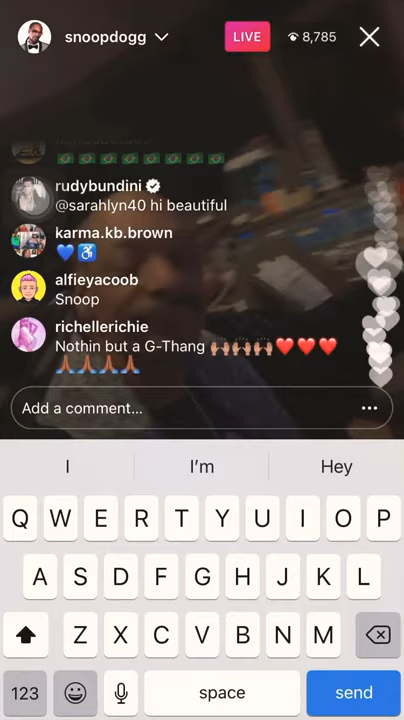 snoopdogg
LIVE
8,785
🇧🇷 🇧🇷 🇧🇷 🇧🇷 🇧🇷 🇧🇷 🇧🇷 🇧🇷
rudybundini
@sarahlyn40 hi beautiful
karma.kb.brown
💙♿
alfieyacoob
Snoop
richellerichie
Nothin but a G-Thang 🙌🏽🙌🏽🙌🏽❤️❤️❤️
🙏🏾🙏🏾🙏🏾🙏🏾
Add a comment…
I
I'm
Hey
Q W E R T Y U I O P
A S D F G H J K L
Z X C V B N M
123
space
send